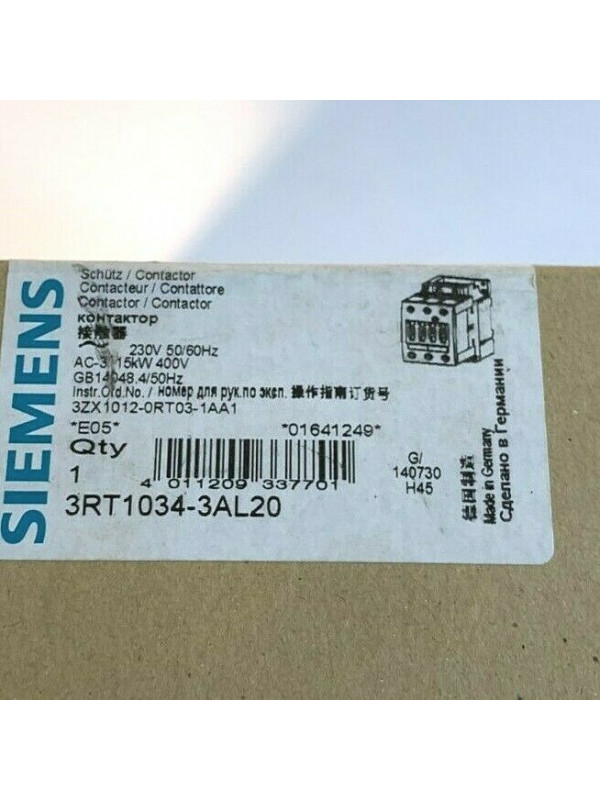 SIEMENS
Schütz / Contactor
Contacteur / Contattore
Contactor / Contactor
контактор
接触器
230V 50/60Hz
AC-3 15kW 400V
GB14048.4/50Hz
Instr.Ord.No./ номер для рук.по эксп. 操作指南订货号
3ZX1012-0RT03-1AA1
*E05* *01641249*
Qty
1
4 011209 337701
3RT1034-3AL20
G/
140730
H45
德国制造
Made in Germany
Сделано в Германии